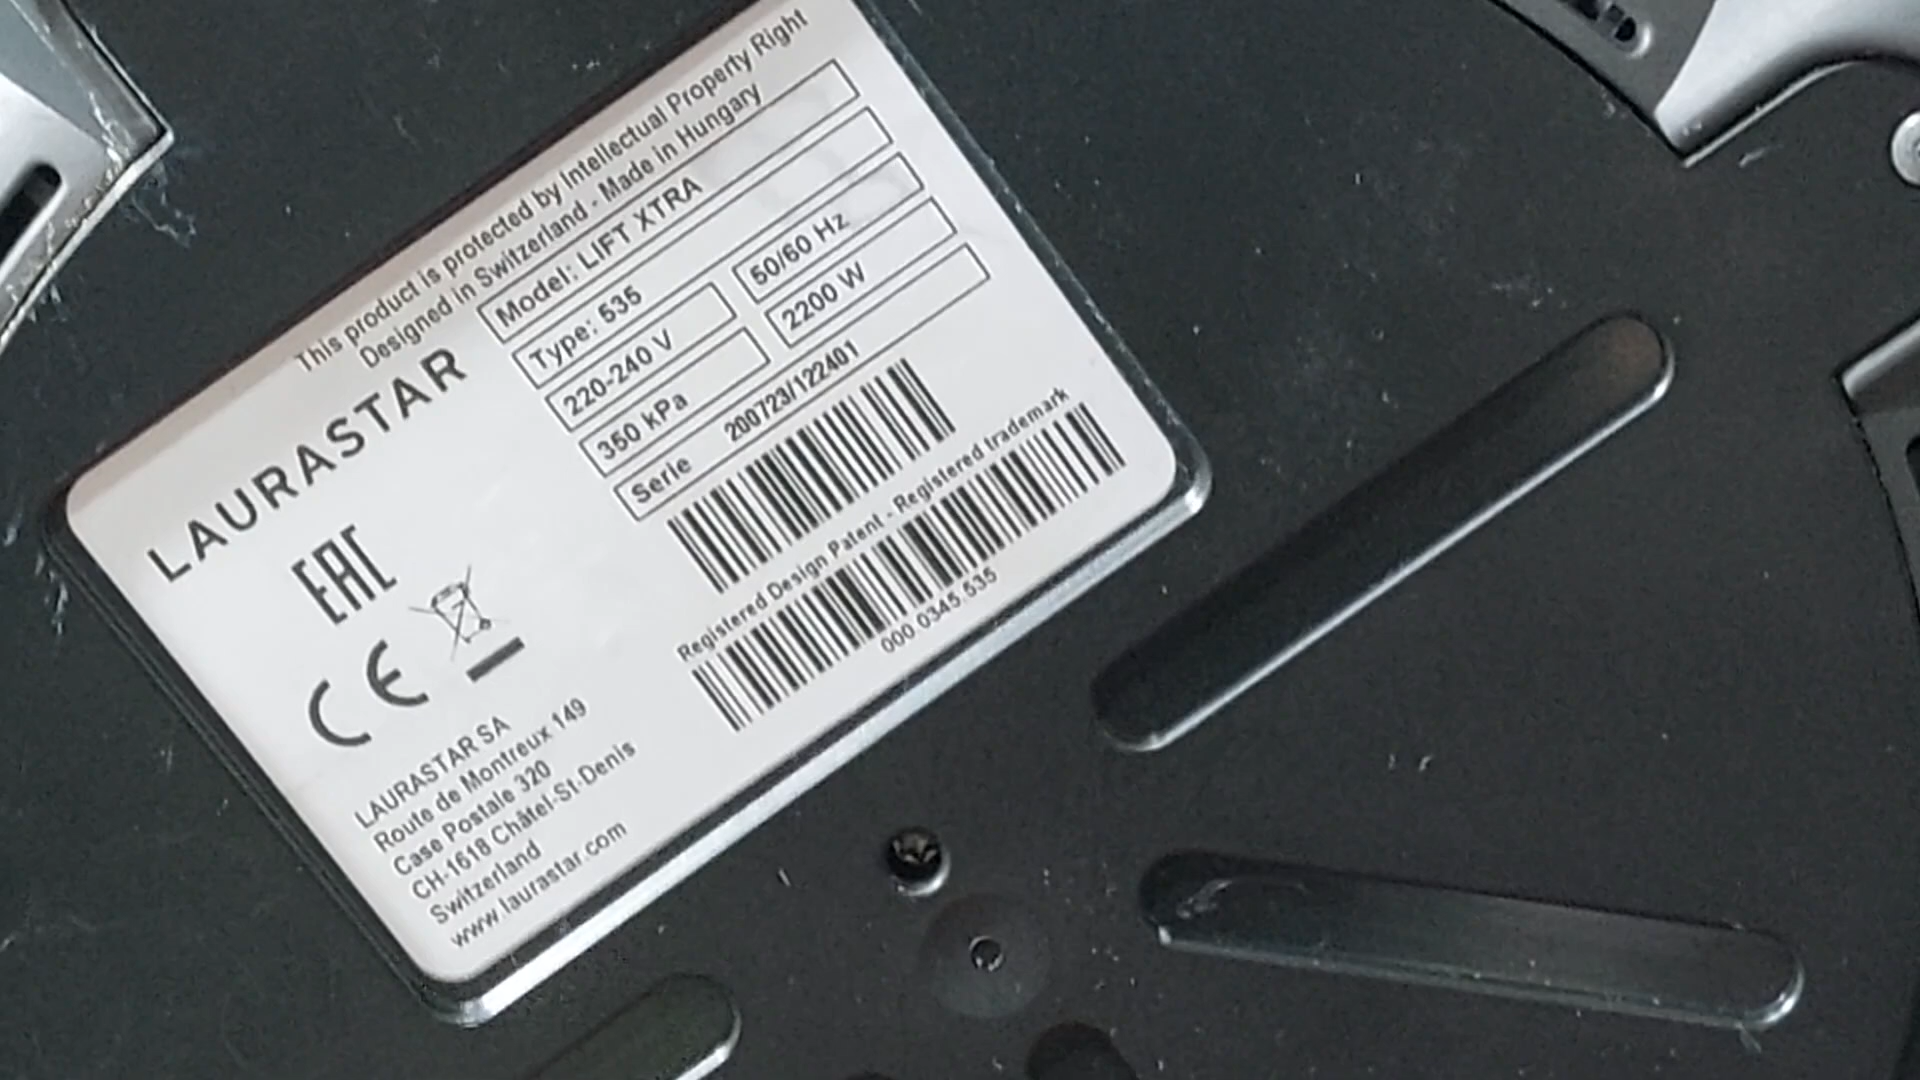 This product is protected by Intellectual Property Right
Designed in Switzerland - Made in Hungary
LAURASTAR
Model: LIFT XTRA
Type: 535
220-240 V
50/60 Hz
350 kPa
2200 W
Serie 200723/122401
Registered Design Patent - Registered trademark
000.0345.535
EAC
CE
LAURASTAR SA
Route de Montreux 149
Case Postale 320
CH-1618 Châtel-St-Denis
Switzerland
www.laurastar.com